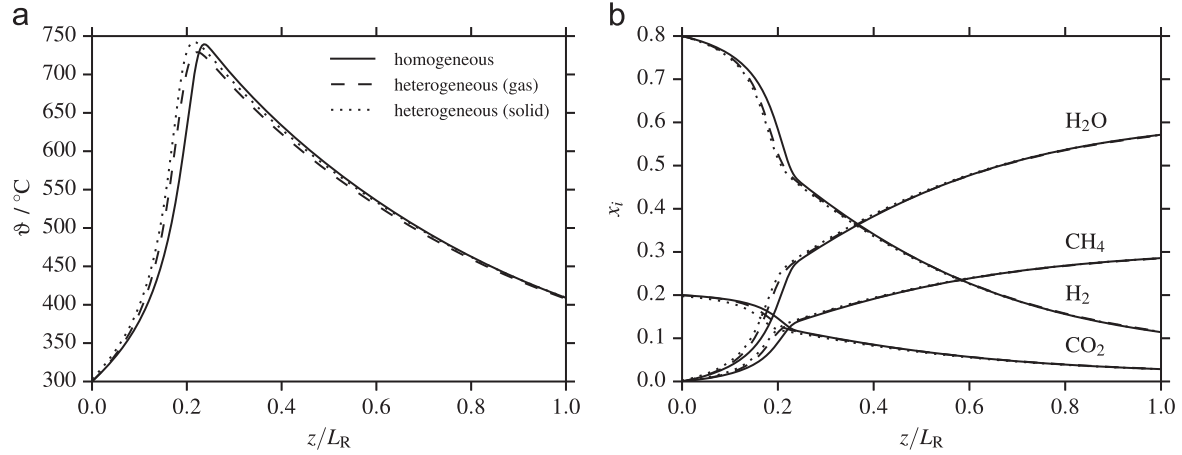 a
750
700
650
600
550
500
450
400
350
300
ϑ / °C
homogeneous
heterogeneous (gas)
heterogeneous (solid)
0.0 0.2 0.4 0.6 0.8 1.0
z/L_R
b
0.8
0.7
0.6
0.5
0.4
0.3
0.2
0.1
0.0
x_i
H₂O
CH₄
H₂
CO₂
0.0 0.2 0.4 0.6 0.8 1.0
z/L_R